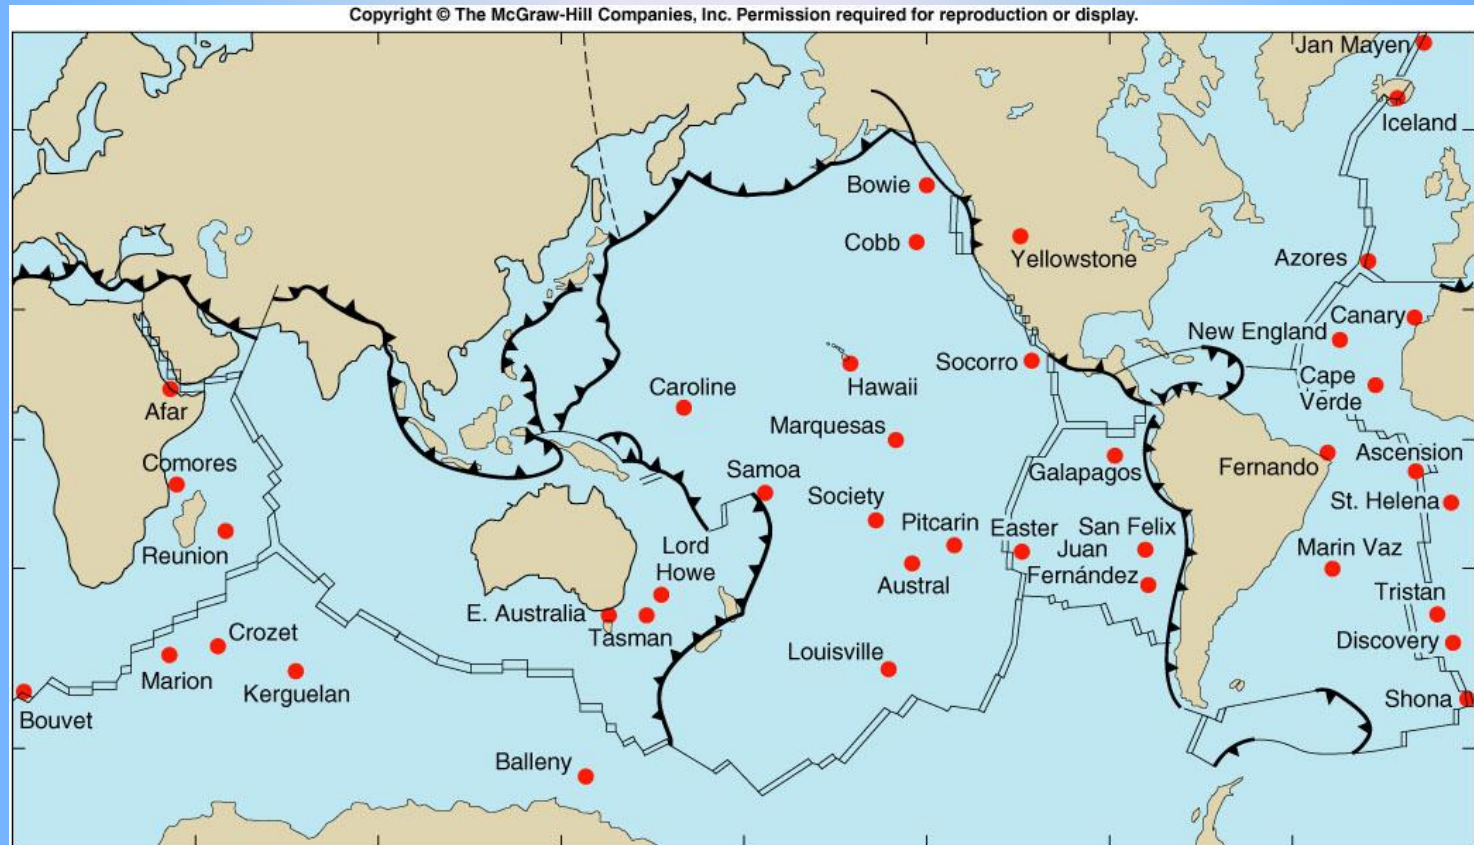 Copyright © The McGraw-Hill Companies, Inc. Permission required for reproduction or display.
Jan Mayen
Iceland
Bowie
Cobb
Yellowstone
Azores
Canary
New England
Socorro
Hawaii
Cape
Verde
Caroline
Afar
Marquesas
Comores
Samoa
Galapagos
Fernando
Ascension
Society
St. Helena
Pitcarin
Easter
San Felix
Reunion
Lord
Howe
Juan
Fernández
Marin Vaz
Austral
Tristan
E. Australia
Tasman
Crozet
Discovery
Louisville
Marion
Kerguelan
Shona
Bouvet
Balleny